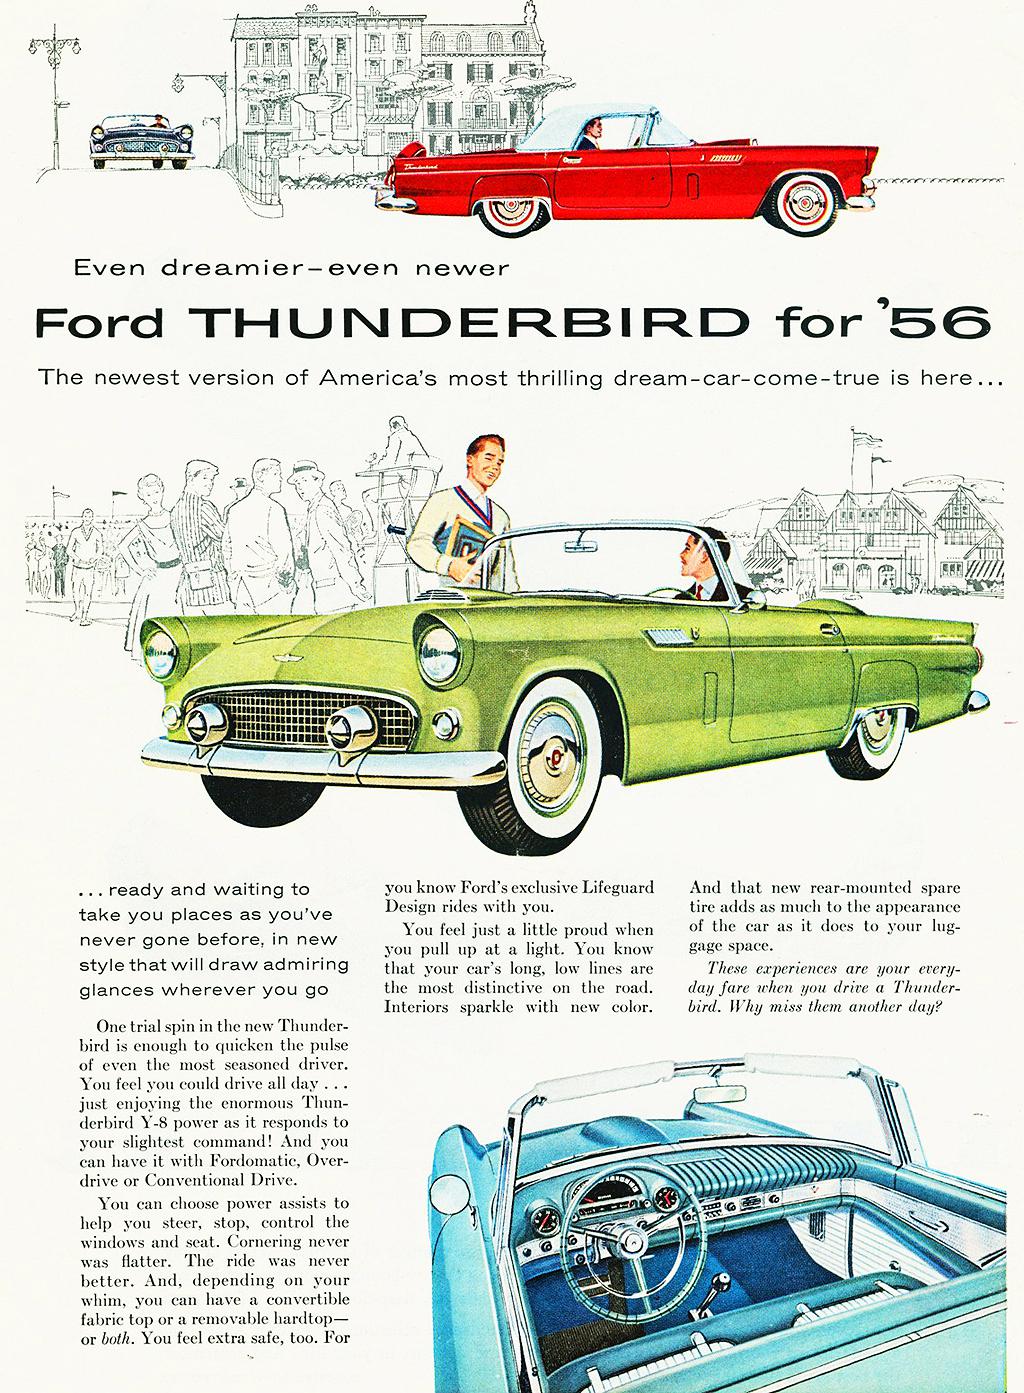 Even dreamier–even newer
Ford THUNDERBIRD for '56
The newest version of America's most thrilling dream-car-come-true is here...
...ready and waiting to
take you places as you've
never gone before, in new
style that will draw admiring
glances wherever you go
One trial spin in the new Thunder-
bird is enough to quicken the pulse
of even the most seasoned driver.
You feel you could drive all day . . .
just enjoying the enormous Thun-
derbird Y-8 power as it responds to
your slightest command! And you
can have it with Fordomatic, Over-
drive or Conventional Drive.
You can choose power assists to
help you steer, stop, control the
windows and seat. Cornering never
was flatter. The ride was never
better. And, depending on your
whim, you can have a convertible
fabric top or a removable hardtop—
or both. You feel extra safe, too. For
you know Ford's exclusive Lifeguard
Design rides with you.
You feel just a little proud when
you pull up at a light. You know
that your car's long, low lines are
the most distinctive on the road.
Interiors sparkle with new color.
And that new rear-mounted spare
tire adds as much to the appearance
of the car as it does to your lug-
gage space.
These experiences are your every-
day fare when you drive a Thunder-
bird. Why miss them another day?